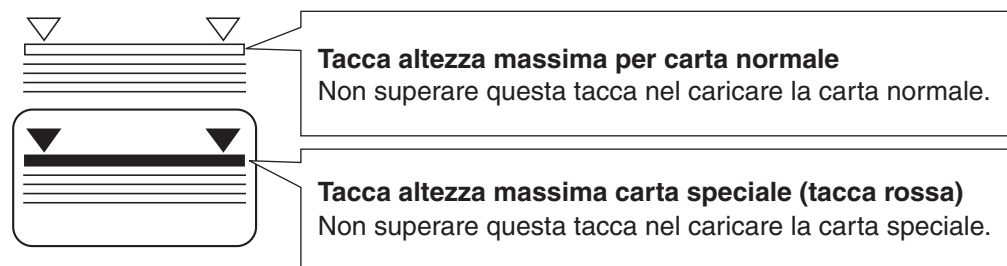 Tacca altezza massima per carta normale
Non superare questa tacca nel caricare la carta normale.
Tacca altezza massima carta speciale (tacca rossa)
Non superare questa tacca nel caricare la carta speciale.